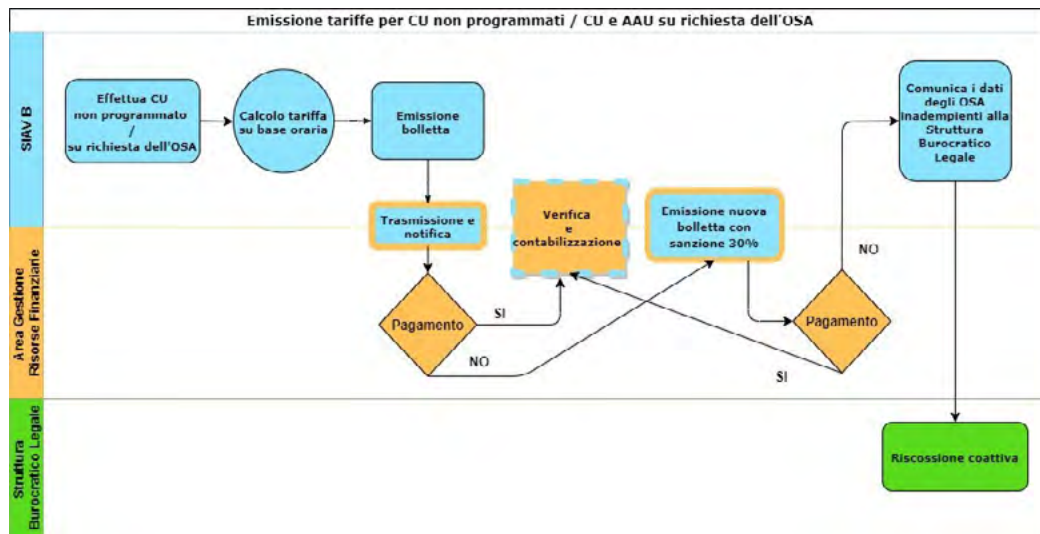 Emissione tariffe per CU non programmati / CU e AAU su richiesta dell'OSA
SIAV B
Effettua CU
non programmato
/
su richiesta dell'OSA
Calcolo tariffa
su base oraria
Emissione
bolletta
Comunica i dati
degli OSA
inadempienti alla
Struttura
Burocratico
Legale
Trasmissione e
notifica
Verifica
e
contabilizzazione
Emissione nuova
bolletta con
sanzione 30%
NO
Area Gestione
Risorse Finanziarie
Pagamento
SI
NO
Pagamento
SI
Struttura
Burocratico Legale
Riscossione coattiva